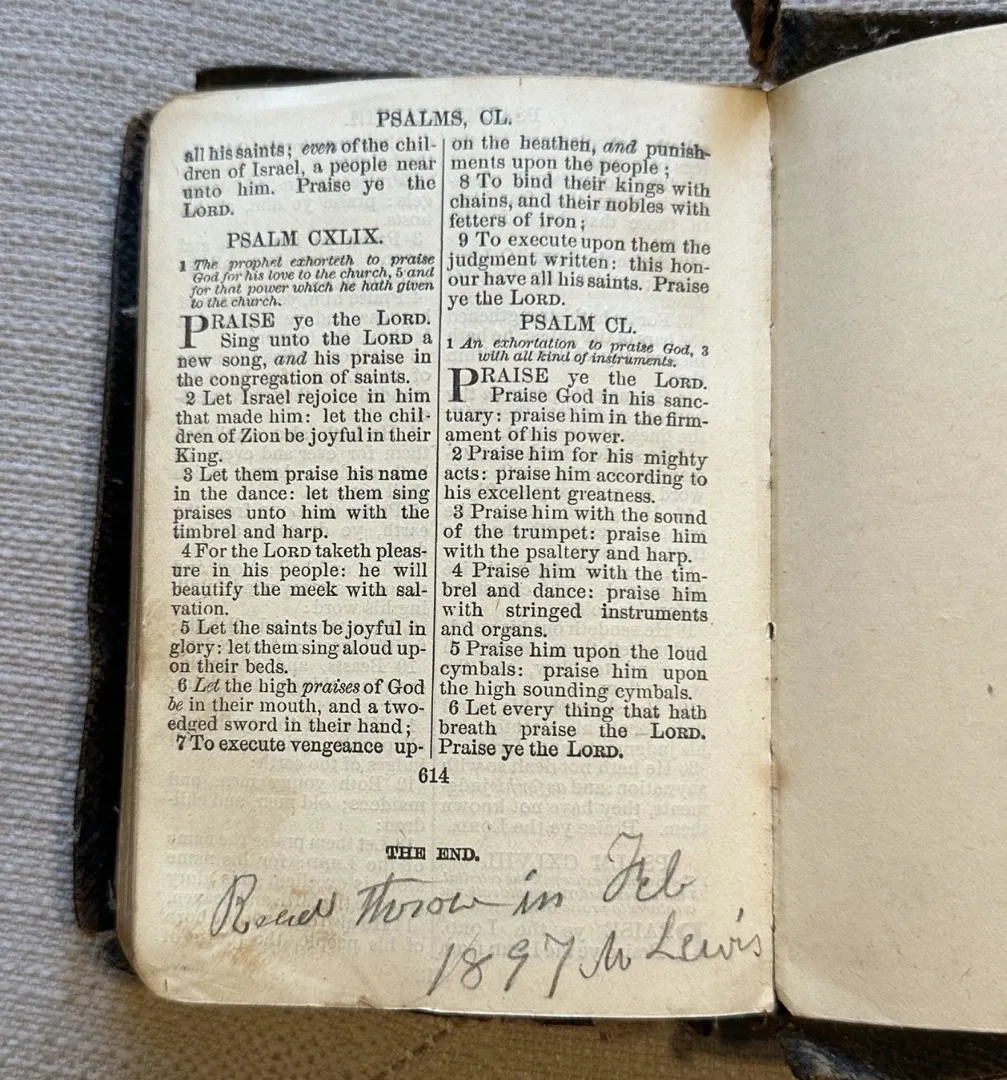 PSALMS, CL.
all his saints; even of the chil-
dren of Israel, a people near
unto him. Praise ye the
LORD.
PSALM CXLIX.
1 The prophet exhorteth to praise
God for his love to the church, 5 and
for that power which he hath given
to the church.
PRAISE ye the LORD.
Sing unto the LORD a
new song, and his praise in
the congregation of saints.
2 Let Israel rejoice in him
that made him: let the chil-
dren of Zion be joyful in their
King.
3 Let them praise his name
in the dance: let them sing
praises unto him with the
timbrel and harp.
4 For the LORD taketh pleas-
ure in his people: he will
beautify the meek with sal-
vation.
5 Let the saints be joyful in
glory: let them sing aloud up-
on their beds.
6 Let the high praises of God
be in their mouth, and a two-
edged sword in their hand;
7 To execute vengeance up-
on the heathen, and punish-
ments upon the people;
8 To bind their kings with
chains, and their nobles with
fetters of iron;
9 To execute upon them the
judgment written: this hon-
our have all his saints. Praise
ye the LORD.
PSALM CL.
1 An exhortation to praise God, 3
with all kind of instruments.
PRAISE ye the LORD.
Praise God in his sanc-
tuary: praise him in the firm-
ament of his power.
2 Praise him for his mighty
acts: praise him according to
his excellent greatness.
3 Praise him with the sound
of the trumpet: praise him
with the psaltery and harp.
4 Praise him with the tim-
brel and dance: praise him
with stringed instruments
and organs.
5 Praise him upon the loud
cymbals: praise him upon
the high sounding cymbals.
6 Let every thing that hath
breath praise the LORD.
Praise ye the LORD.
614
THE END.
Read throw in Feb
1897 M Lewis